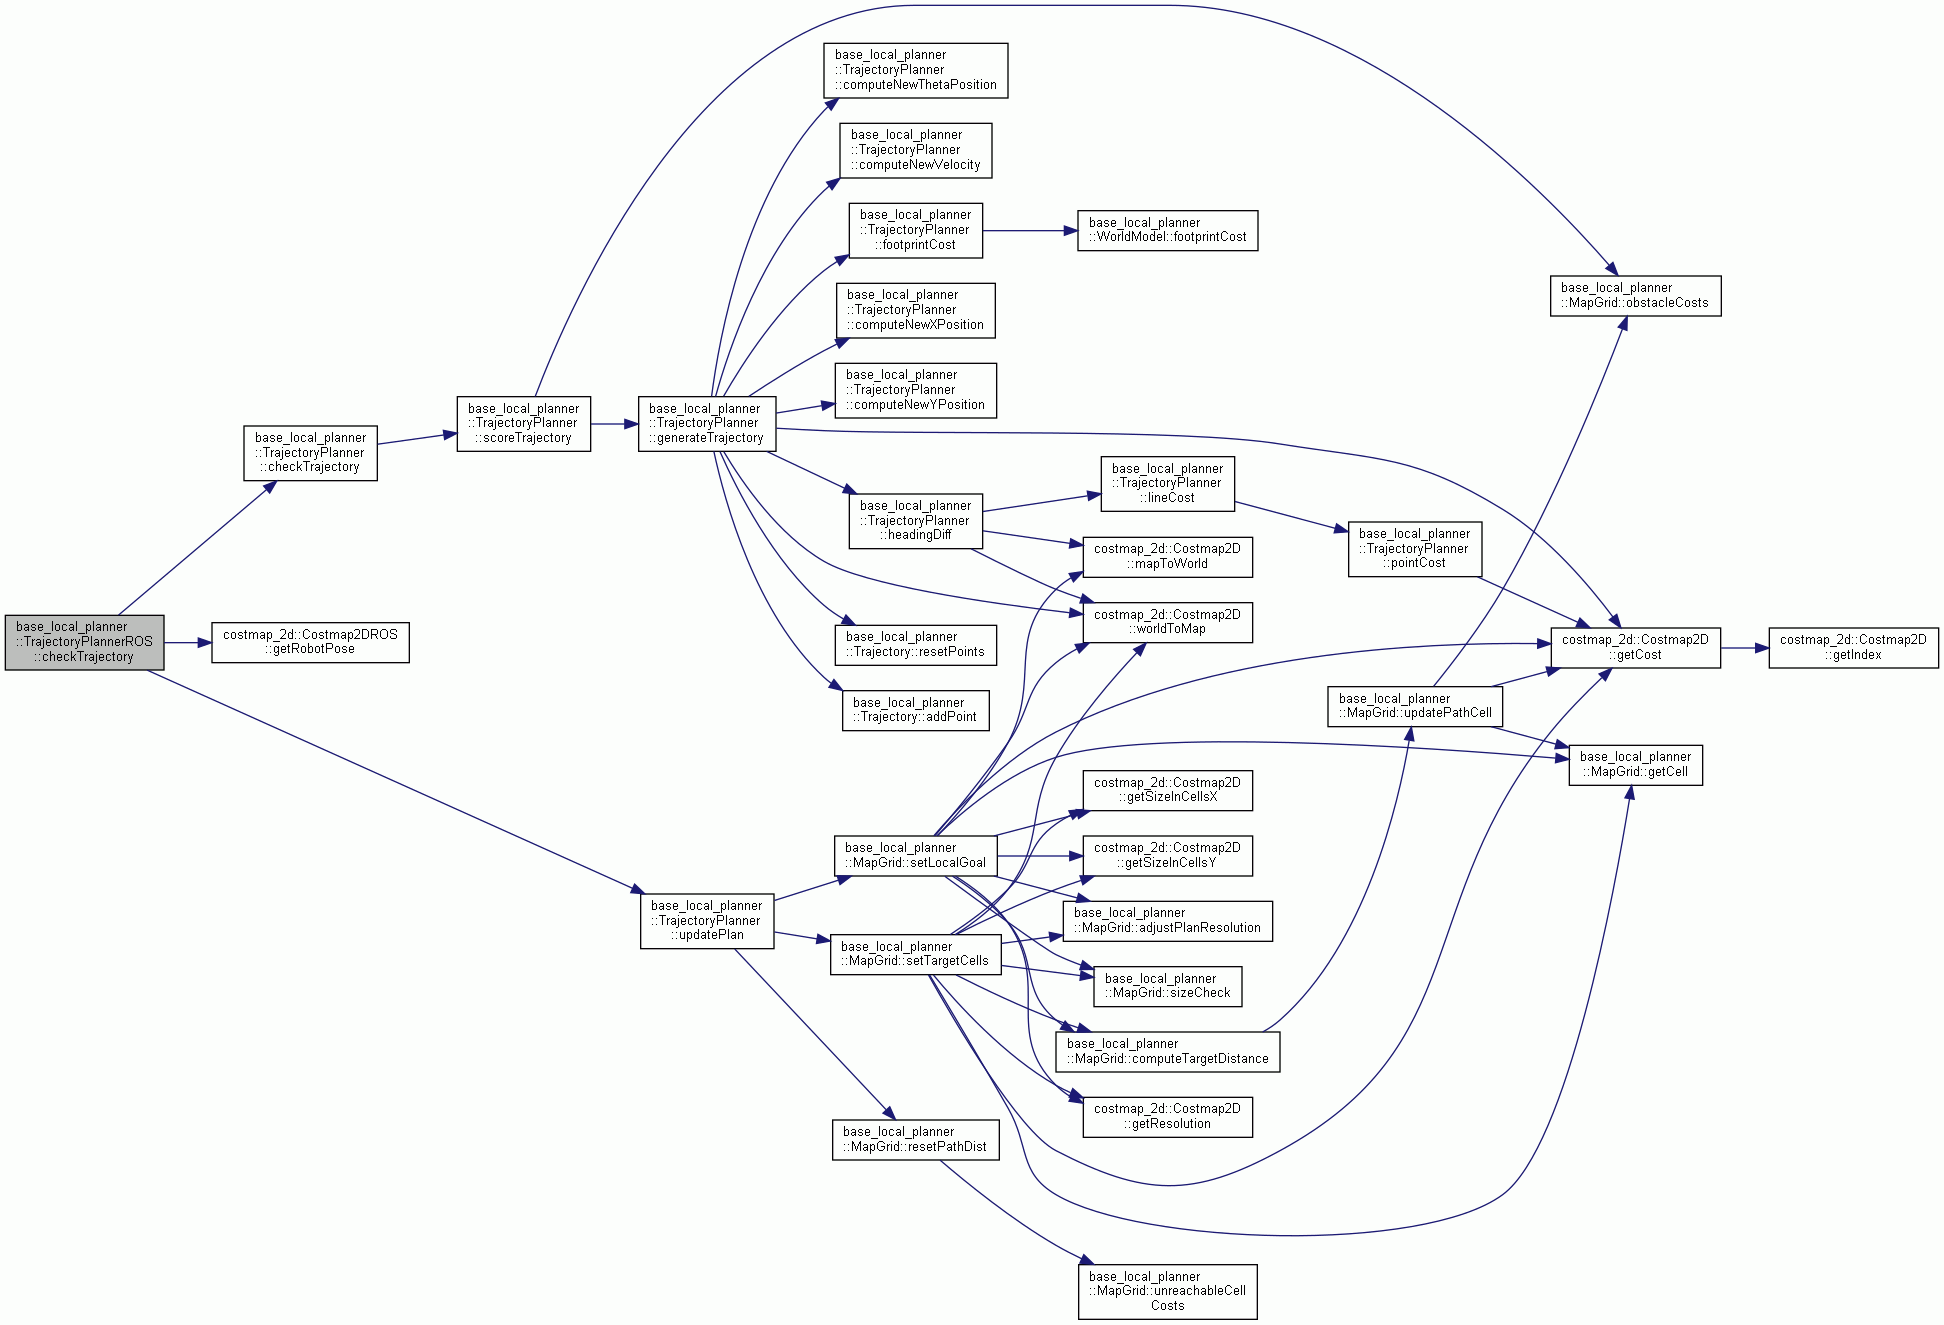 base_local_planner
::TrajectoryPlannerROS
::checkTrajectory
base_local_planner
::TrajectoryPlanner
::checkTrajectory
costmap_2d::Costmap2DROS
::getRobotPose
base_local_planner
::TrajectoryPlanner
::scoreTrajectory
base_local_planner
::TrajectoryPlanner
::generateTrajectory
base_local_planner
::TrajectoryPlanner
::updatePlan
base_local_planner
::TrajectoryPlanner
::computeNewThetaPosition
base_local_planner
::TrajectoryPlanner
::computeNewVelocity
base_local_planner
::TrajectoryPlanner
::footprintCost
base_local_planner
::TrajectoryPlanner
::computeNewXPosition
base_local_planner
::TrajectoryPlanner
::computeNewYPosition
base_local_planner
::TrajectoryPlanner
::headingDiff
base_local_planner
::Trajectory::resetPoints
base_local_planner
::Trajectory::addPoint
base_local_planner
::MapGrid::setLocalGoal
base_local_planner
::MapGrid::setTargetCells
base_local_planner
::MapGrid::resetPathDist
base_local_planner
::WorldModel::footprintCost
base_local_planner
::TrajectoryPlanner
::lineCost
costmap_2d::Costmap2D
::mapToWorld
costmap_2d::Costmap2D
::worldToMap
costmap_2d::Costmap2D
::getSizeInCellsX
costmap_2d::Costmap2D
::getSizeInCellsY
base_local_planner
::MapGrid::adjustPlanResolution
base_local_planner
::MapGrid::sizeCheck
base_local_planner
::MapGrid::computeTargetDistance
costmap_2d::Costmap2D
::getResolution
base_local_planner
::MapGrid::unreachableCell
Costs
base_local_planner
::TrajectoryPlanner
::pointCost
base_local_planner
::MapGrid::updatePathCell
base_local_planner
::MapGrid::obstacleCosts
costmap_2d::Costmap2D
::getCost
base_local_planner
::MapGrid::getCell
costmap_2d::Costmap2D
::getIndex